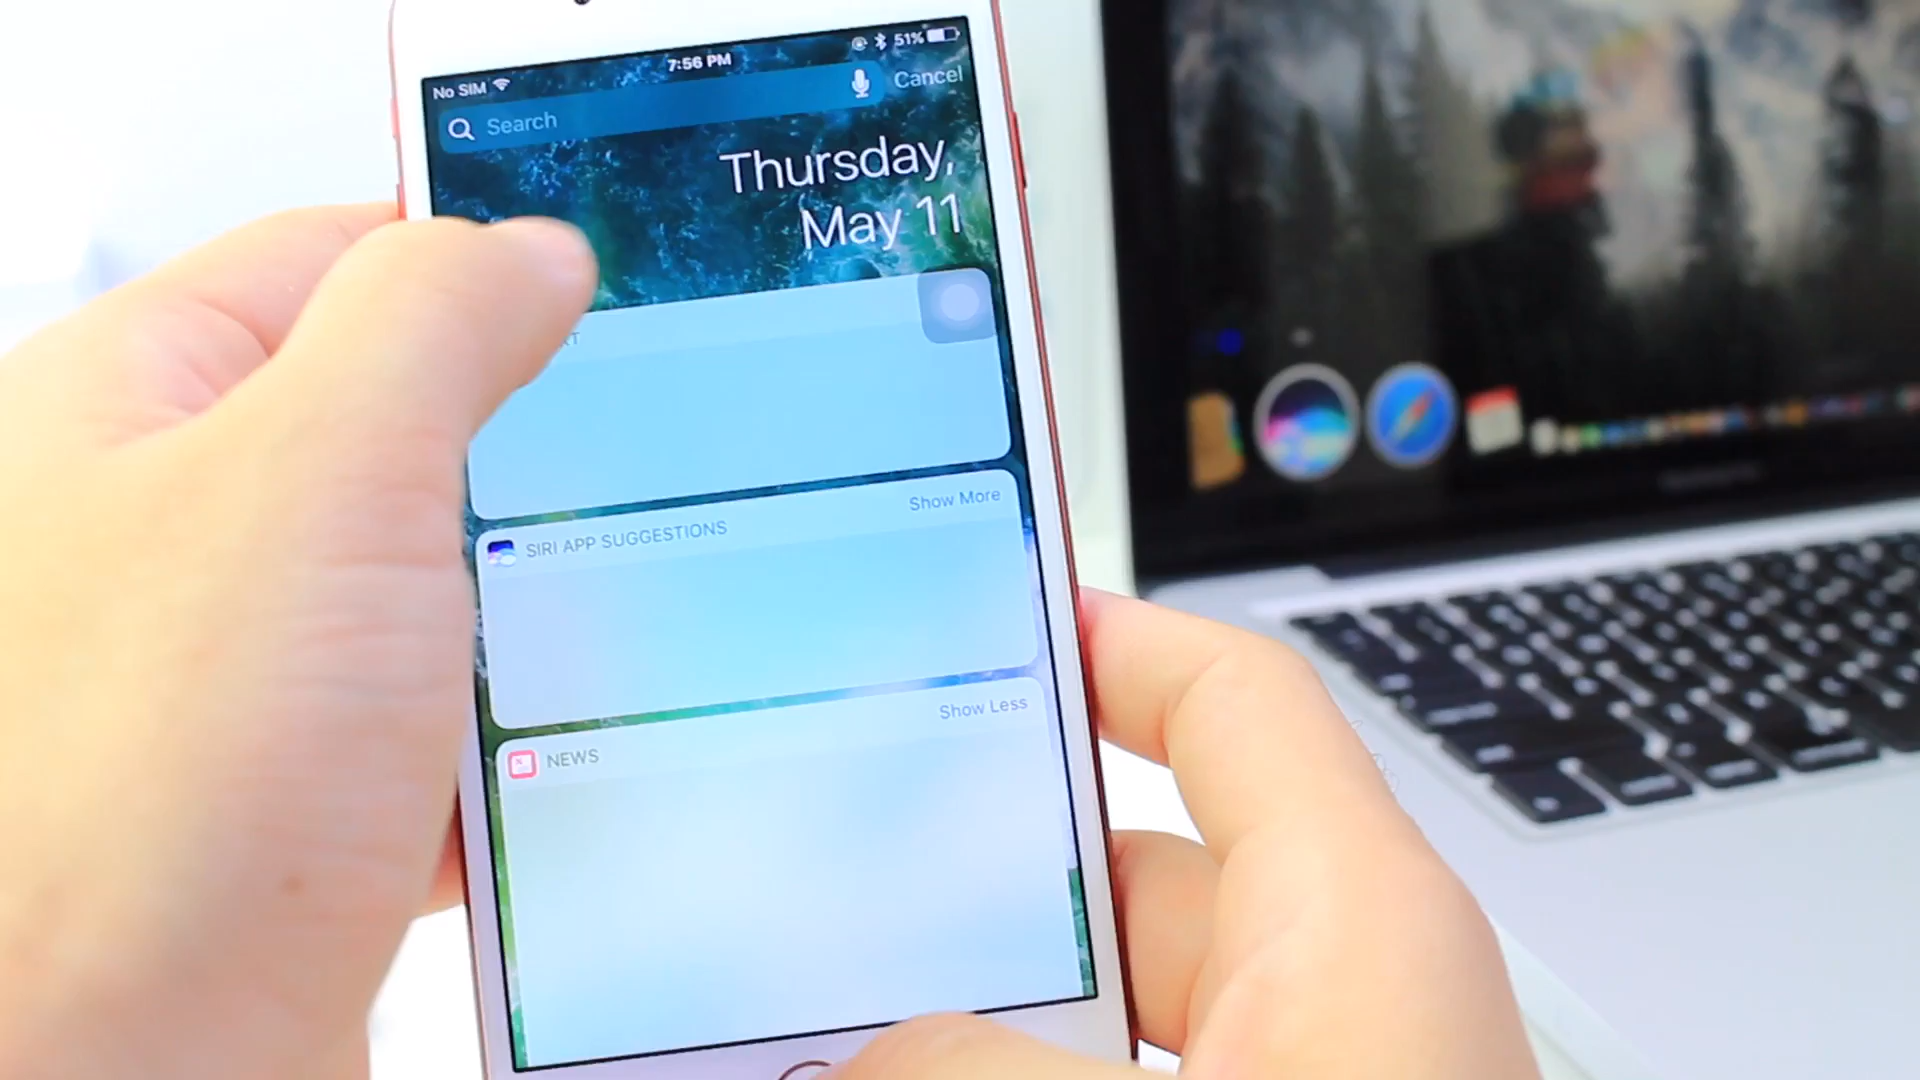 No SIM
7:56 PM
51%
Search
Cancel
Thursday,
May 11
SIRI APP SUGGESTIONS
Show More
NEWS
Show Less